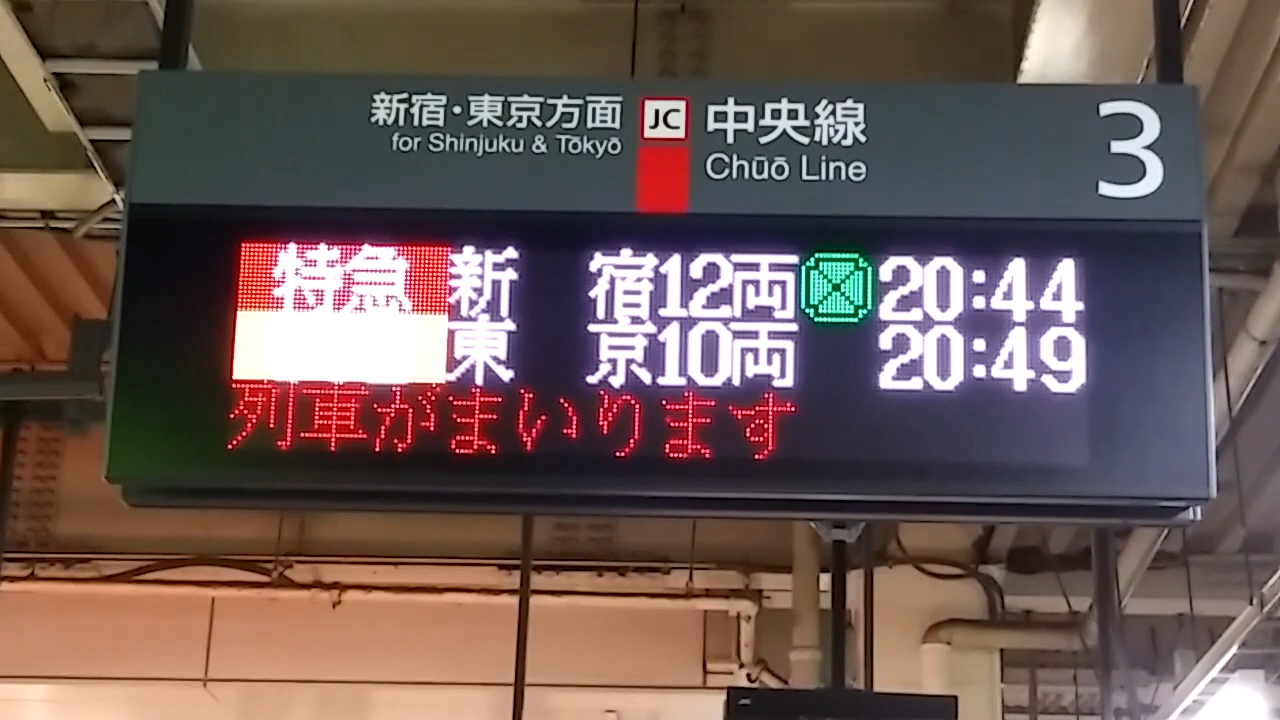 新宿・東京方面 JC 中央線 3
for Shinjuku & Tōkyō Chūō Line
特急 新 宿 12両 20:44
東 京 10両 20:49
列車がまいります